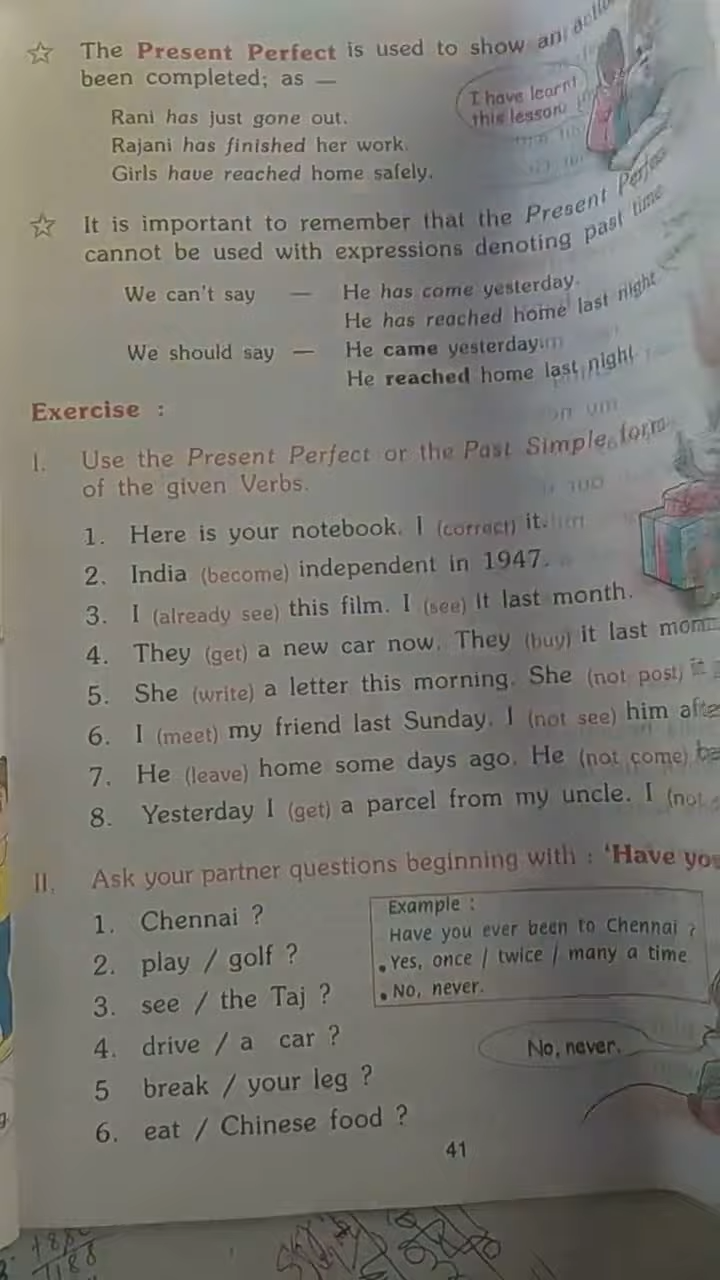 ☆ The Present Perfect is used to show an
been completed; as —
I have learnt
this lesson
Rani has just gone out.
Rajani has finished her work.
Girls have reached home safely.
☆ It is important to remember that the Present Perfect
cannot be used with expressions denoting past time
We can't say — He has come yesterday.
He has reached home last night
We should say — He came yesterday.
He reached home last night
Exercise :
I. Use the Present Perfect or the Past Simple form
of the given Verbs.
1. Here is your notebook. I (correct) it.
2. India (become) independent in 1947.
3. I (already see) this film. I (see) it last month.
4. They (get) a new car now. They (buy) it last
5. She (write) a letter this morning. She (not post) it
6. I (meet) my friend last Sunday. I (not see) him
7. He (leave) home some days ago. He (not come)
8. Yesterday I (get) a parcel from my uncle. I (not
II. Ask your partner questions beginning with : 'Have
1. Chennai ?
2. play / golf ?
3. see / the Taj ?
4. drive / a car ?
5 break / your leg ?
6. eat / Chinese food ?
Example :
Have you ever been to Chennai ?
• Yes, once / twice / many a time
• No, never.
No, never.
41